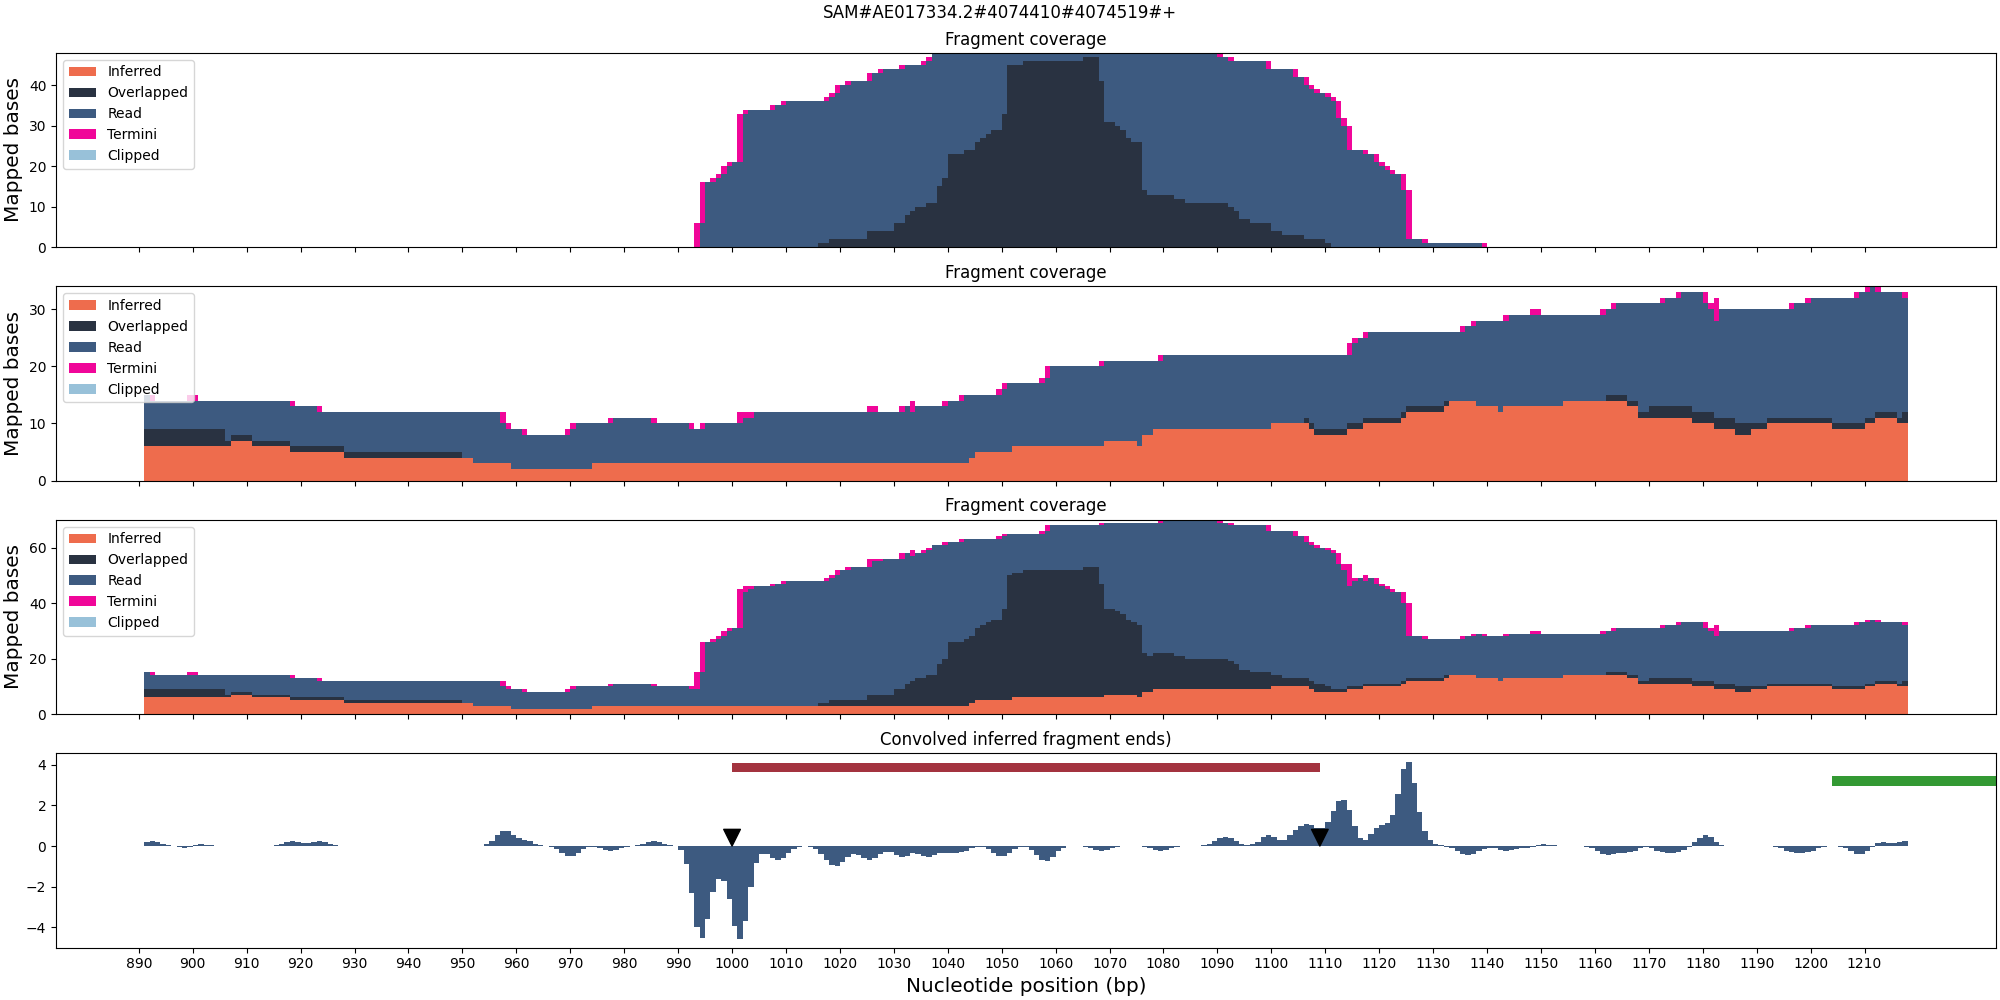 SAM#AE017334.2#4074410#4074519#+
Fragment coverage
Mapped bases
40
30
20
10
0
Inferred
Overlapped
Read
Termini
Clipped
Fragment coverage
Mapped bases
30
20
10
0
Inferred
Overlapped
Read
Termini
Clipped
Fragment coverage
Mapped bases
60
40
20
0
Inferred
Overlapped
Read
Termini
Clipped
Convolved inferred fragment ends)
4
2
0
−2
−4
890 900 910 920 930 940 950 960 970 980 990 1000 1010 1020 1030 1040 1050 1060 1070 1080 1090 1100 1110 1120 1130 1140 1150 1160 1170 1180 1190 1200 1210
Nucleotide position (bp)